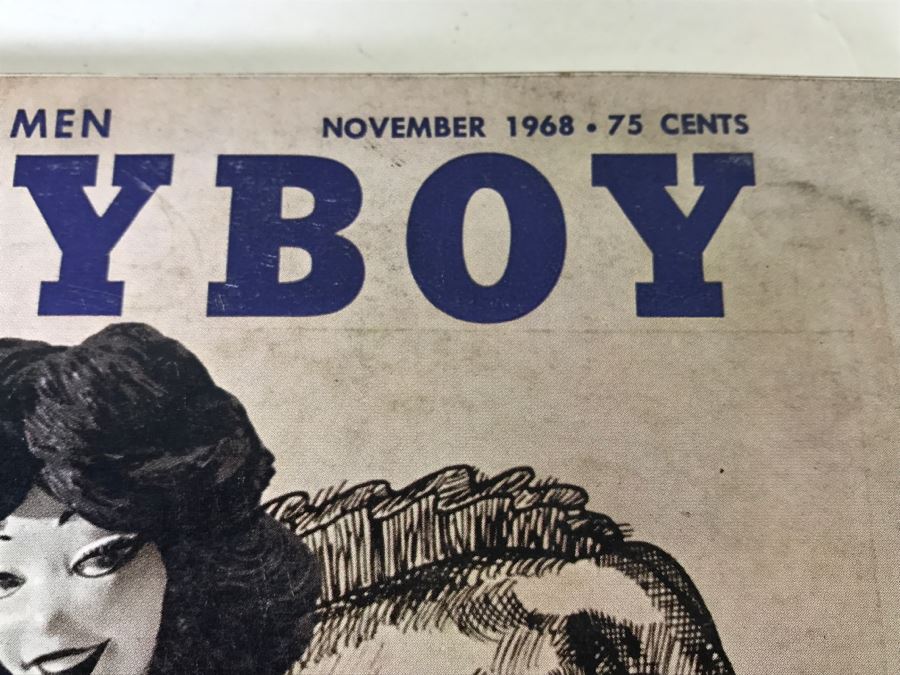 MEN NOVEMBER 1968 • 75 CENTS
YBOY